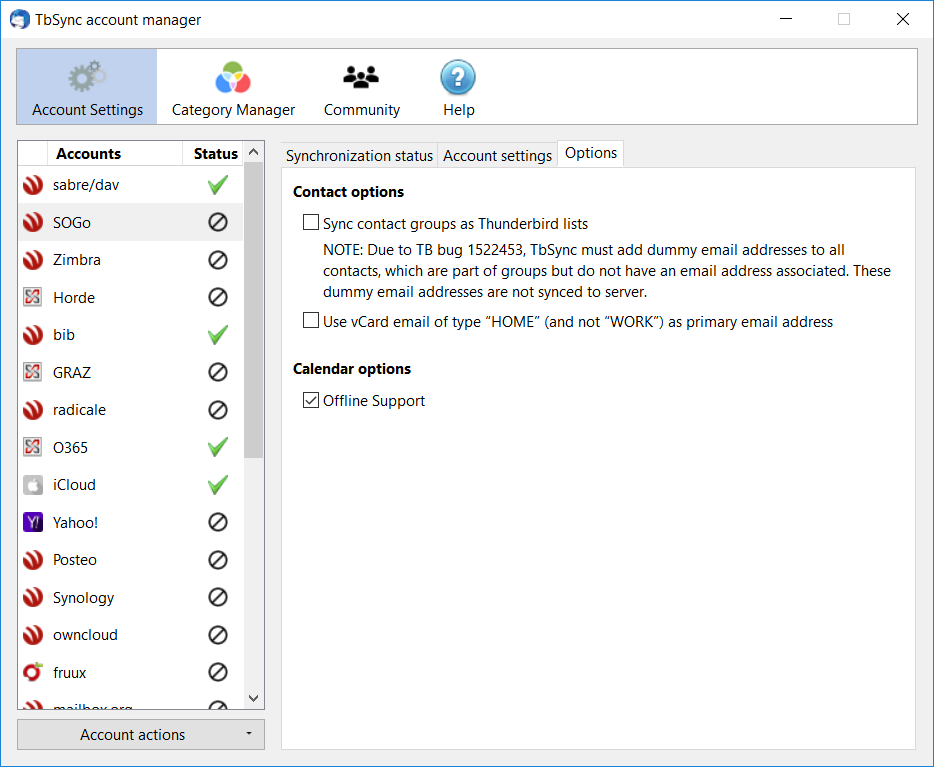 TbSync account manager
Account Settings
Category Manager
Community
Help
Accounts
Status
sabre/dav
SOGo
Zimbra
Horde
bib
GRAZ
radicale
O365
iCloud
Y!
Yahoo!
Posteo
Synology
owncloud
fruux
mailbox.org
Account actions
Synchronization status
Account settings
Options
Contact options
Sync contact groups as Thunderbird lists
NOTE: Due to TB bug 1522453, TbSync must add dummy email addresses to all
contacts, which are part of groups but do not have an email address associated. These
dummy email addresses are not synced to server.
Use vCard email of type “HOME” (and not “WORK”) as primary email address
Calendar options
Offline Support